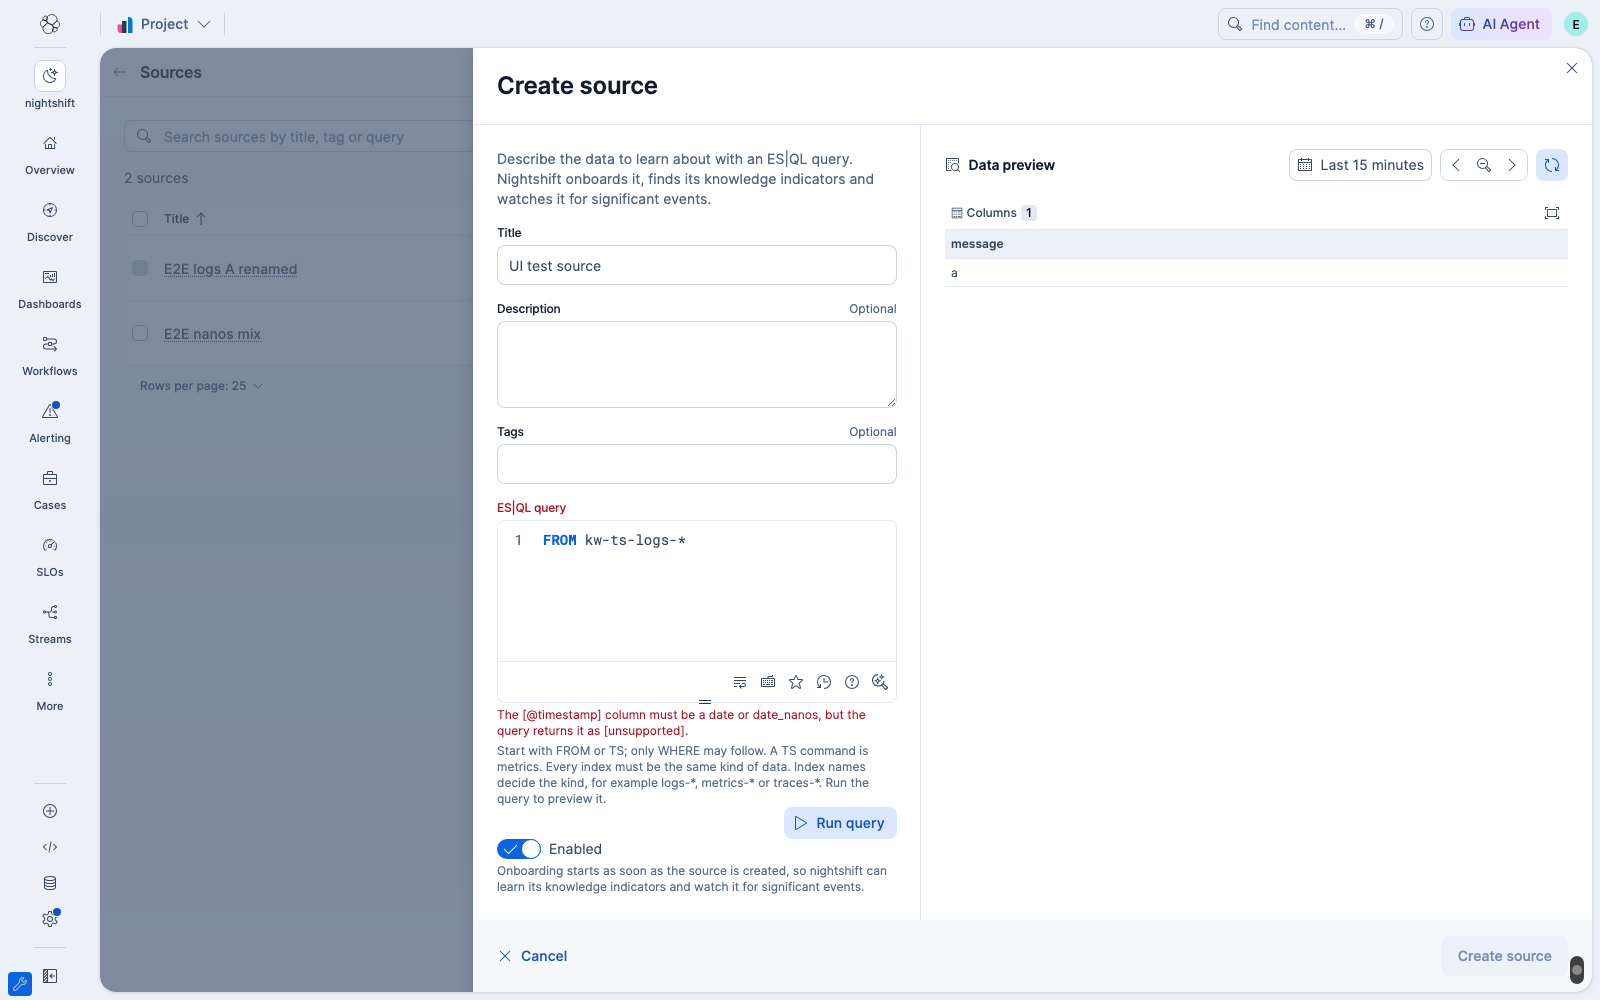 Project
Find content...
⌘ /
AI Agent
E
nightshift
Overview
Discover
Dashboards
Workflows
Alerting
Cases
SLOs
Streams
More
Sources
Search sources by title, tag or query
2 sources
Title
E2E logs A renamed
E2E nanos mix
Rows per page: 25
Create source
Describe the data to learn about with an ES|QL query.
Nightshift onboards it, finds its knowledge indicators and
watches it for significant events.
Title
UI test source
Description
Optional
Tags
Optional
ES|QL query
1 FROM kw-ts-logs-*
The [@timestamp] column must be a date or date_nanos, but the
query returns it as [unsupported].
Start with FROM or TS; only WHERE may follow. A TS command is
metrics. Every index must be the same kind of data. Index names
decide the kind, for example logs-*, metrics-* or traces-*. Run the
query to preview it.
Run query
Enabled
Onboarding starts as soon as the source is created, so nightshift can
learn its knowledge indicators and watch it for significant events.
Data preview
Last 15 minutes
Columns 1
message
a
Cancel
Create source